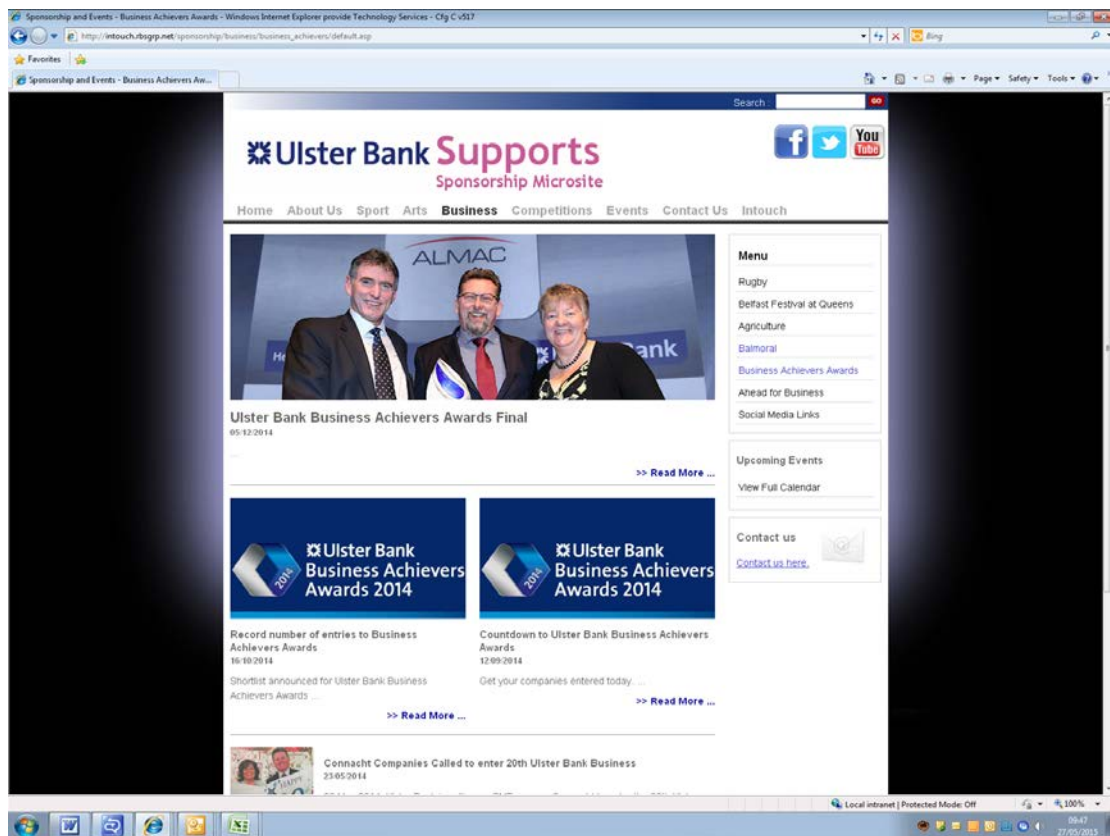 Sponsorship and Events - Business Achievers Awards - Windows Internet Explorer provide Technology Services - Cfg C v517
http://intouch.rbsgrp.net/sponsorship/business/business_achievers/default.asp
Bing
Favorites
Sponsorship and Events - Business Achievers Aw...
Page Safety Tools
Search :
GO
Ulster Bank Supports
Sponsorship Microsite
You
Tube
Home About Us Sport Arts Business Competitions Events Contact Us Intouch
ALMAC
He
Bank
Ulster Bank Business Achievers Awards Final
05/12/2014
...
>> Read More ...
Ulster Bank
Business Achievers
Awards 2014
2014
Record number of entries to Business
Achievers Awards
16/10/2014
Shortlist announced for Ulster Bank Business
Achievers Awards ...
>> Read More ...
Ulster Bank
Business Achievers
Awards 2014
2014
Countdown to Ulster Bank Business Achievers
Awards
12/09/2014
Get your companies entered today. ...
>> Read More ...
HAPPY
Connacht Companies Called to enter 20th Ulster Bank Business
23/05/2014
Menu
Rugby
Belfast Festival at Queens
Agriculture
Balmoral
Business Achievers Awards
Ahead for Business
Social Media Links
Upcoming Events
View Full Calendar
Contact us
Contact us here.
Local intranet | Protected Mode: Off
100%
09:47
27/05/2015